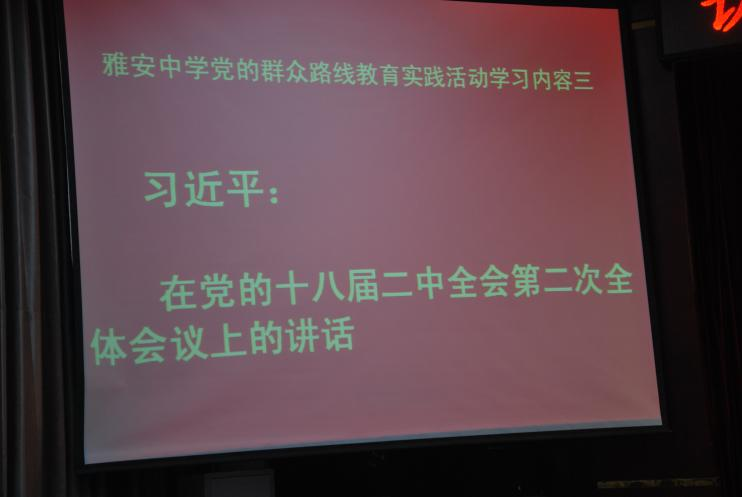 雅安中学党的群众路线教育实践活动学习内容三
习近平：
在党的十八届二中全会第二次全
体会议上的讲话